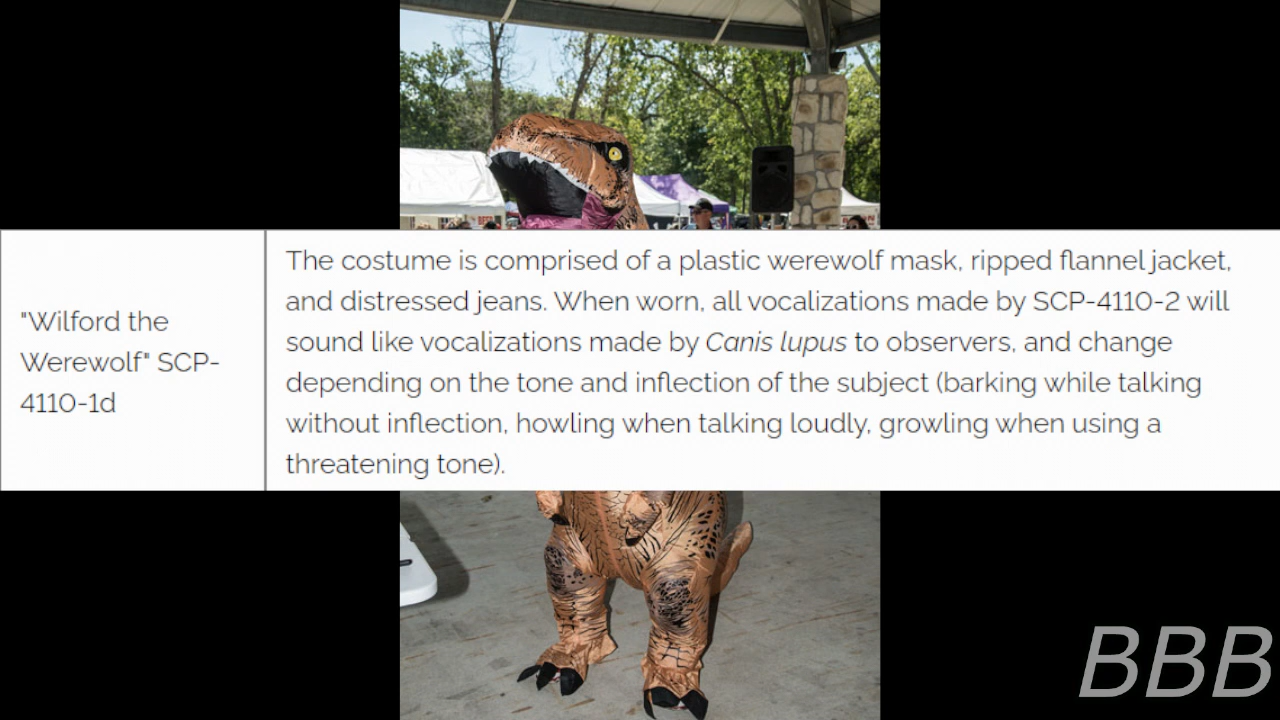 "Wilford the
Werewolf" SCP-
4110-1d
The costume is comprised of a plastic werewolf mask, ripped flannel jacket,
and distressed jeans. When worn, all vocalizations made by SCP-4110-2 will
sound like vocalizations made by Canis lupus to observers, and change
depending on the tone and inflection of the subject (barking while talking
without inflection, howling when talking loudly, growling when using a
threatening tone).
BBB